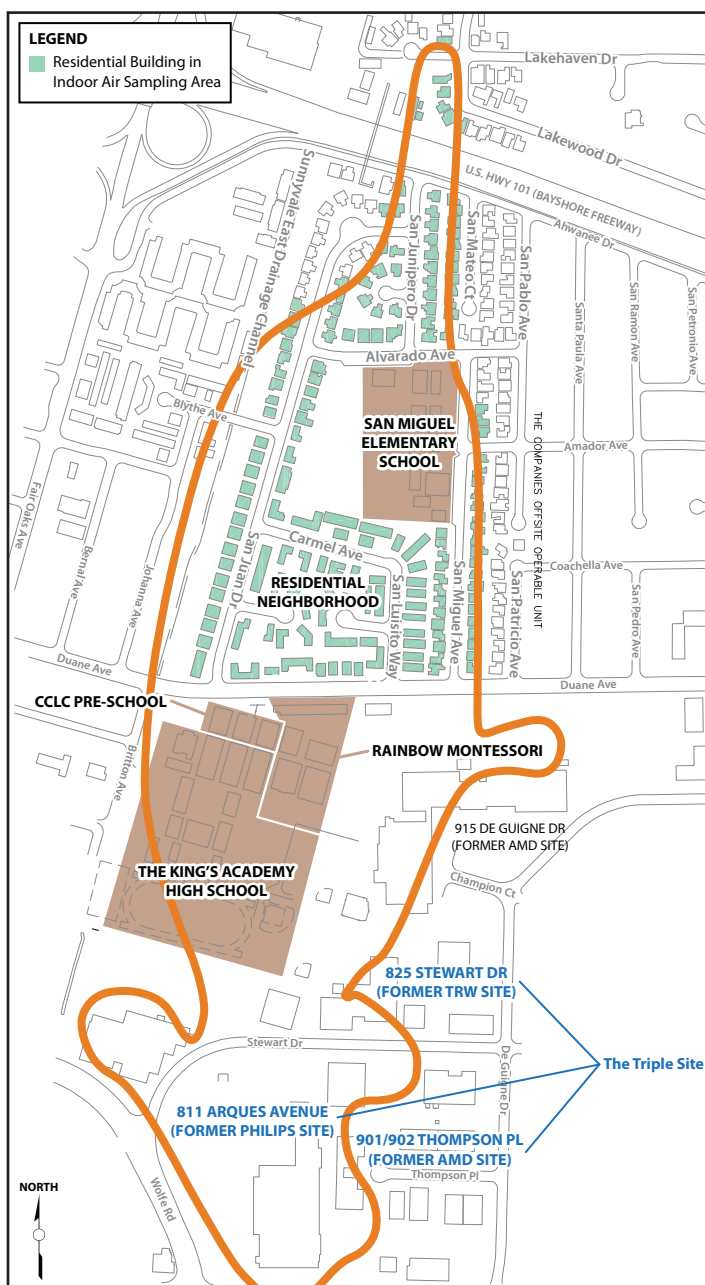 LEGEND
Residential Building in
Indoor Air Sampling Area
Lakehaven Dr
Lakewood Dr
U.S. HWY 101 (BAYSHORE FREEWAY)
Ahwanee Dr
Sunnyvale East Drainage Channel
San Junipero Dr
San Mateo Ct
San Pablo Ave
Santa Paula Ave
San Ramon Ave
San Petronio Ave
Alvarado Ave
Blythe Ave
SAN MIGUEL
ELEMENTARY
SCHOOL
THE COMPANIES OFFSITE OPERABLE UNIT
Amador Ave
Fair Oaks Ave
Bernal Ave
Johanna Ave
San Juan Dr
Carmel Ave
RESIDENTIAL
NEIGHBORHOOD
San Luisito Way
San Miguel Ave
San Patricio Ave
Coachella Ave
San Pedro Ave
Duane Ave
Duane Ave
CCLC PRE-SCHOOL
RAINBOW MONTESSORI
Britton Ave
915 DE GUIGNE DR
(FORMER AMD SITE)
THE KING'S ACADEMY
HIGH SCHOOL
Champion Ct
825 STEWART DR
(FORMER TRW SITE)
Stewart Dr
De Guigne Dr
The Triple Site
811 ARQUES AVENUE
(FORMER PHILIPS SITE)
901/902 THOMPSON PL
(FORMER AMD SITE)
Thompson Pl
Wolfe Rd
NORTH